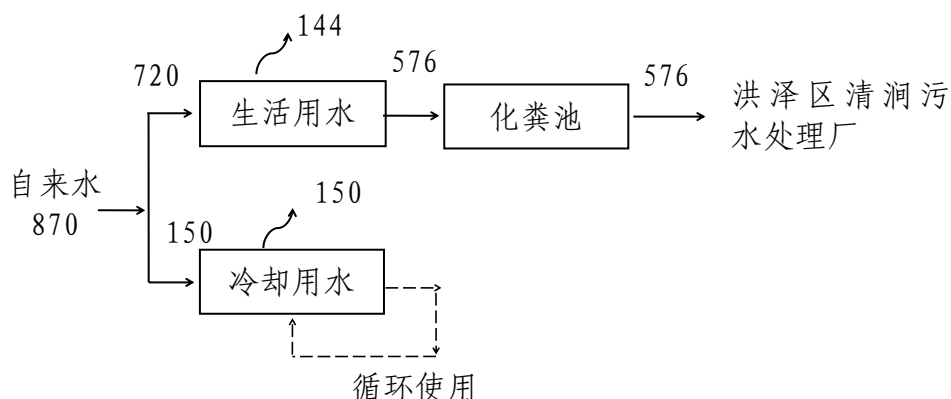 144
720
576
576
生活用水
化粪池
洪泽区清涧污
水处理厂
自来水
870
150
150
冷却用水
循环使用